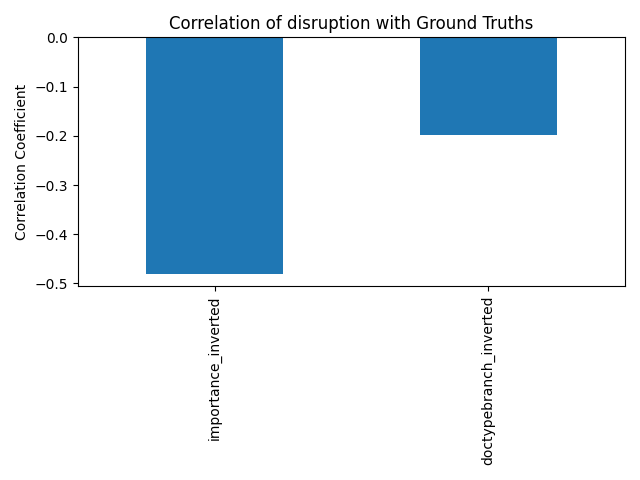 Correlation of disruption with Ground Truths
Correlation Coefficient
0.0
−0.1
−0.2
−0.3
−0.4
−0.5
importance_inverted
doctypebranch_inverted